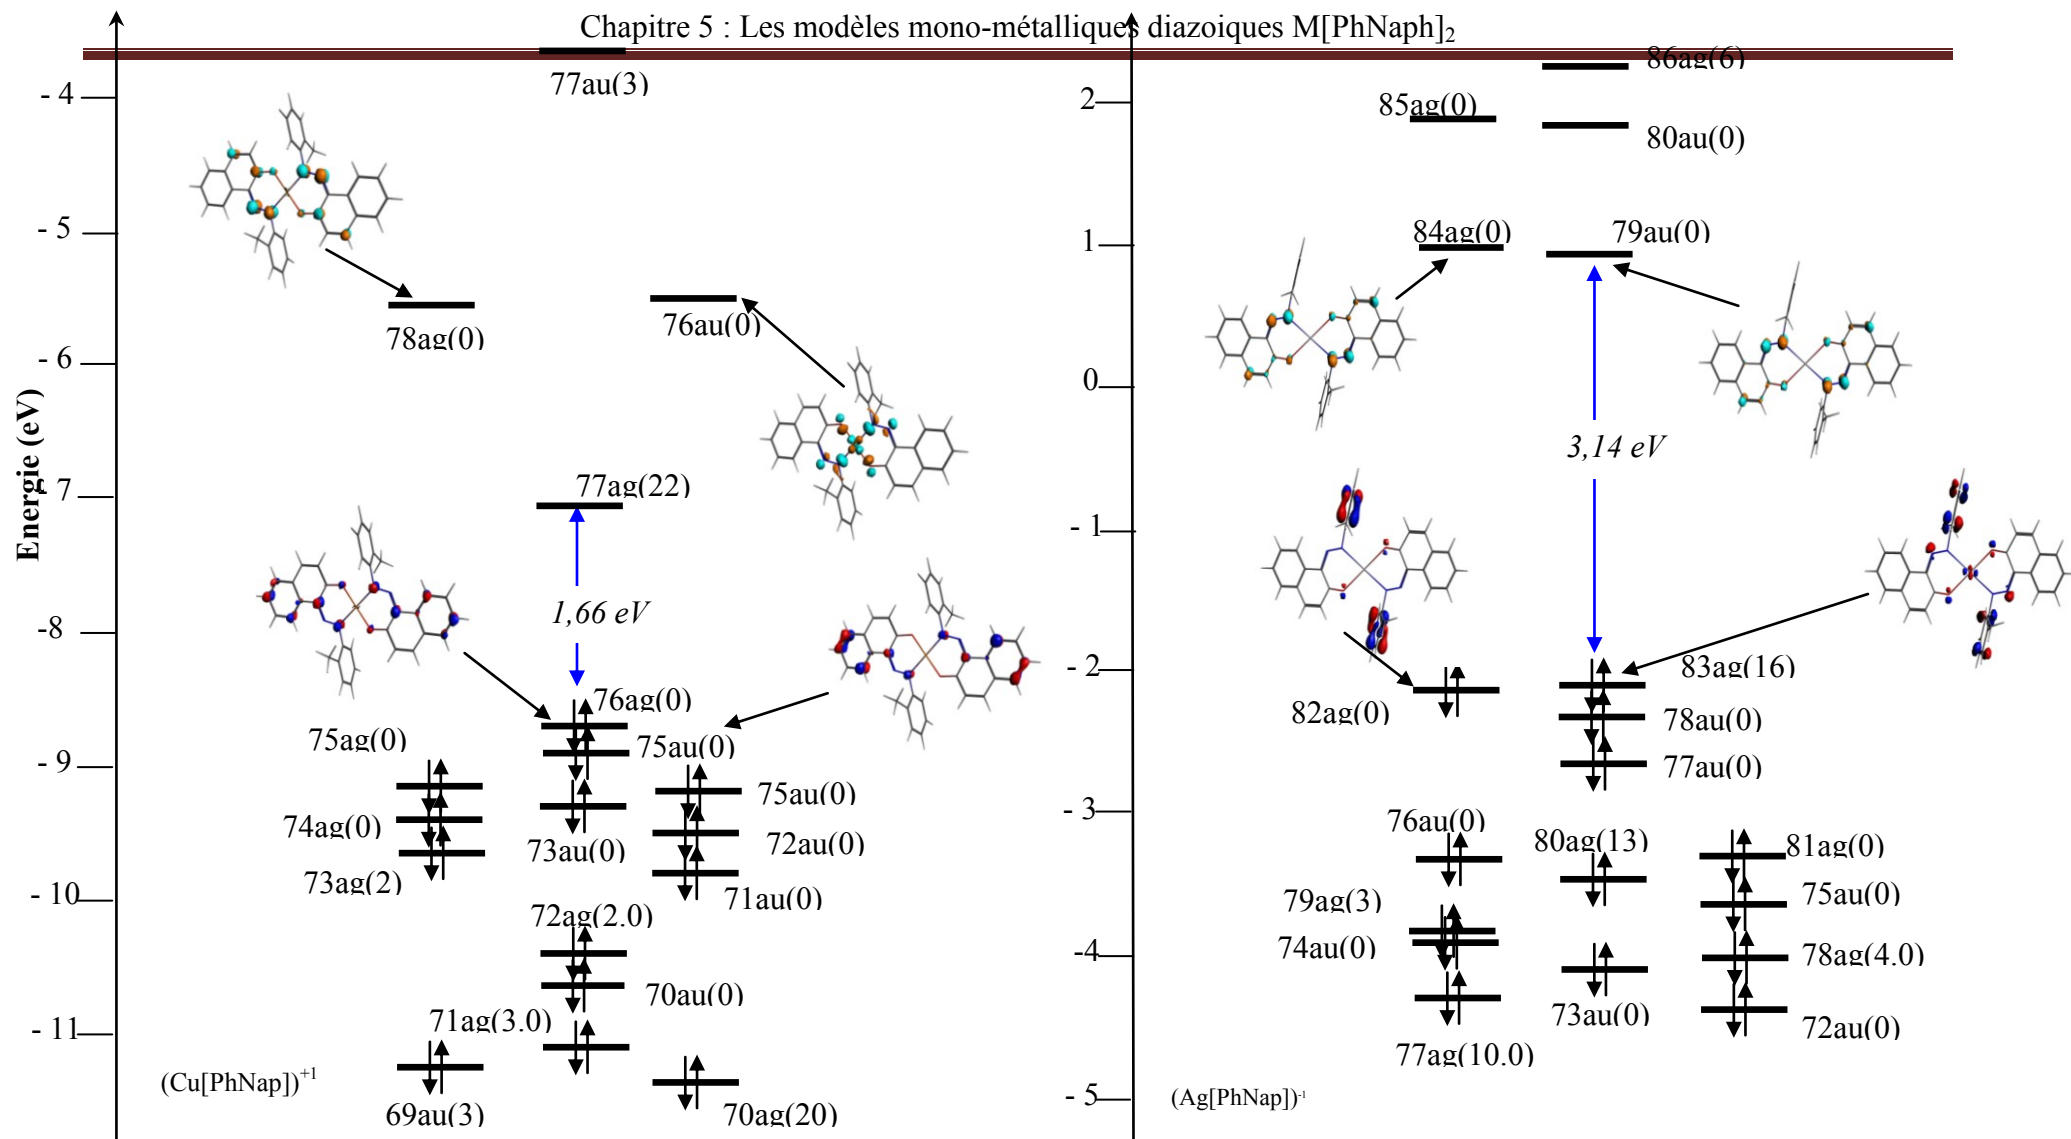 Chapitre 5 : Les modèles mono-métalliques diazoiques M[PhNaph]2
Energie (eV)
- 4
- 5
- 6
- 7
-8
- 9
- 10
- 11
77au(3)
78ag(0)
76au(0)
77ag(22)
1,66 eV
76ag(0)
75ag(0)
75au(0)
75au(0)
74ag(0)
73au(0)
72au(0)
73ag(2)
71au(0)
72ag(2.0)
70au(0)
71ag(3.0)
(Cu[PhNap])+1
69au(3)
70ag(20)
2
1
0
- 1
- 2
- 3
-4
- 5
86ag(6)
85ag(0)
80au(0)
84ag(0)
79au(0)
3,14 eV
83ag(16)
82ag(0)
78au(0)
77au(0)
76au(0)
80ag(13)
81ag(0)
79ag(3)
75au(0)
74au(0)
78ag(4.0)
73au(0)
72au(0)
77ag(10.0)
(Ag[PhNap])-1